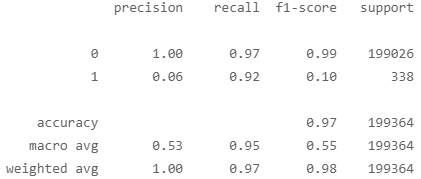 precision recall f1-score support
0 1.00 0.97 0.99 199026
1 0.06 0.92 0.10 338
accuracy 0.97 199364
macro avg 0.53 0.95 0.55 199364
weighted avg 1.00 0.97 0.98 199364